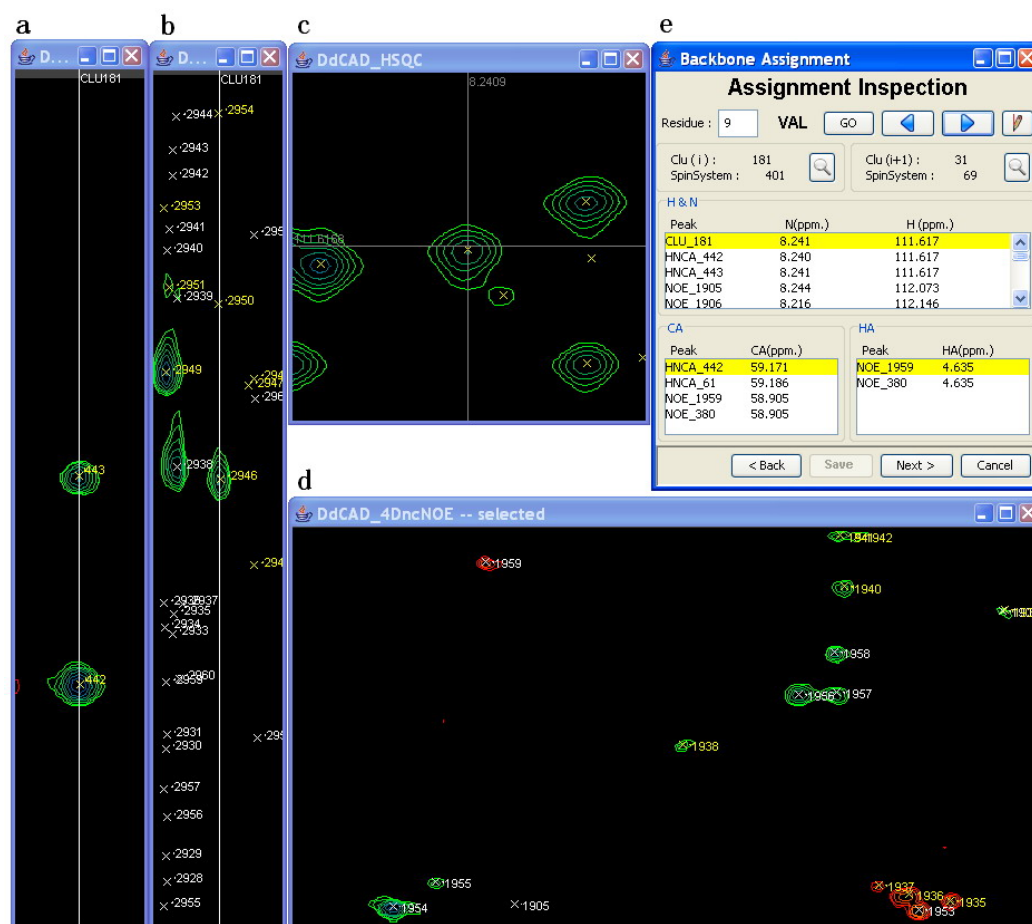 a
b
c
e
D...
D...
DdCAD_HSQC
Backbone Assignment
CLU181
CLU181
8.2409
Assignment Inspection
Residue :
9
VAL
GO
Clu ( i ) :
181
SpinSystem :
401
Clu (i+1) :
31
SpinSystem :
69
H & N
Peak
N(ppm.)
H (ppm.)
CLU_181
8.241
111.617
HNCA_442
8.240
111.617
HNCA_443
8.241
111.617
NOE_1905
8.244
112.073
NOE_1906
8.216
112.146
CA
Peak
CA(ppm.)
HNCA_442
59.171
HNCA_61
59.186
NOE_1959
58.905
NOE_380
58.905
HA
Peak
HA(ppm.)
NOE_1959
4.635
NOE_380
4.635
< Back
Save
Next >
Cancel
443
442
2944
2954
2943
2942
2953
2941
2940
2951
2939
2950
2949
2947
2938
2946
2937
2935
2934
2933
2960
2931
2930
2957
2956
2929
2928
2955
d
DdCAD_4DncNOE -- selected
1942
1959
1940
1958
1956
1957
1938
1955
1954
1905
1937
1936
1935
1953